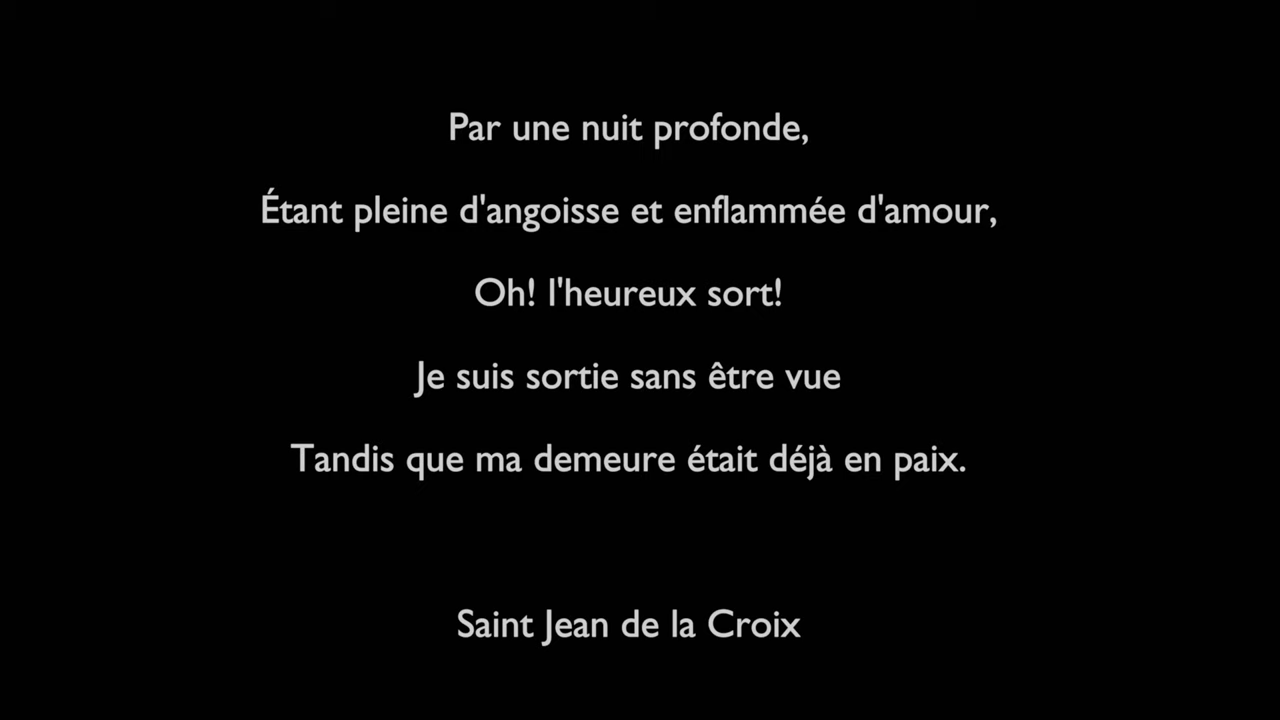 Par une nuit profonde,
Étant pleine d'angoisse et enflammée d'amour,
Oh! l'heureux sort!
Je suis sortie sans être vue
Tandis que ma demeure était déjà en paix.
Saint Jean de la Croix